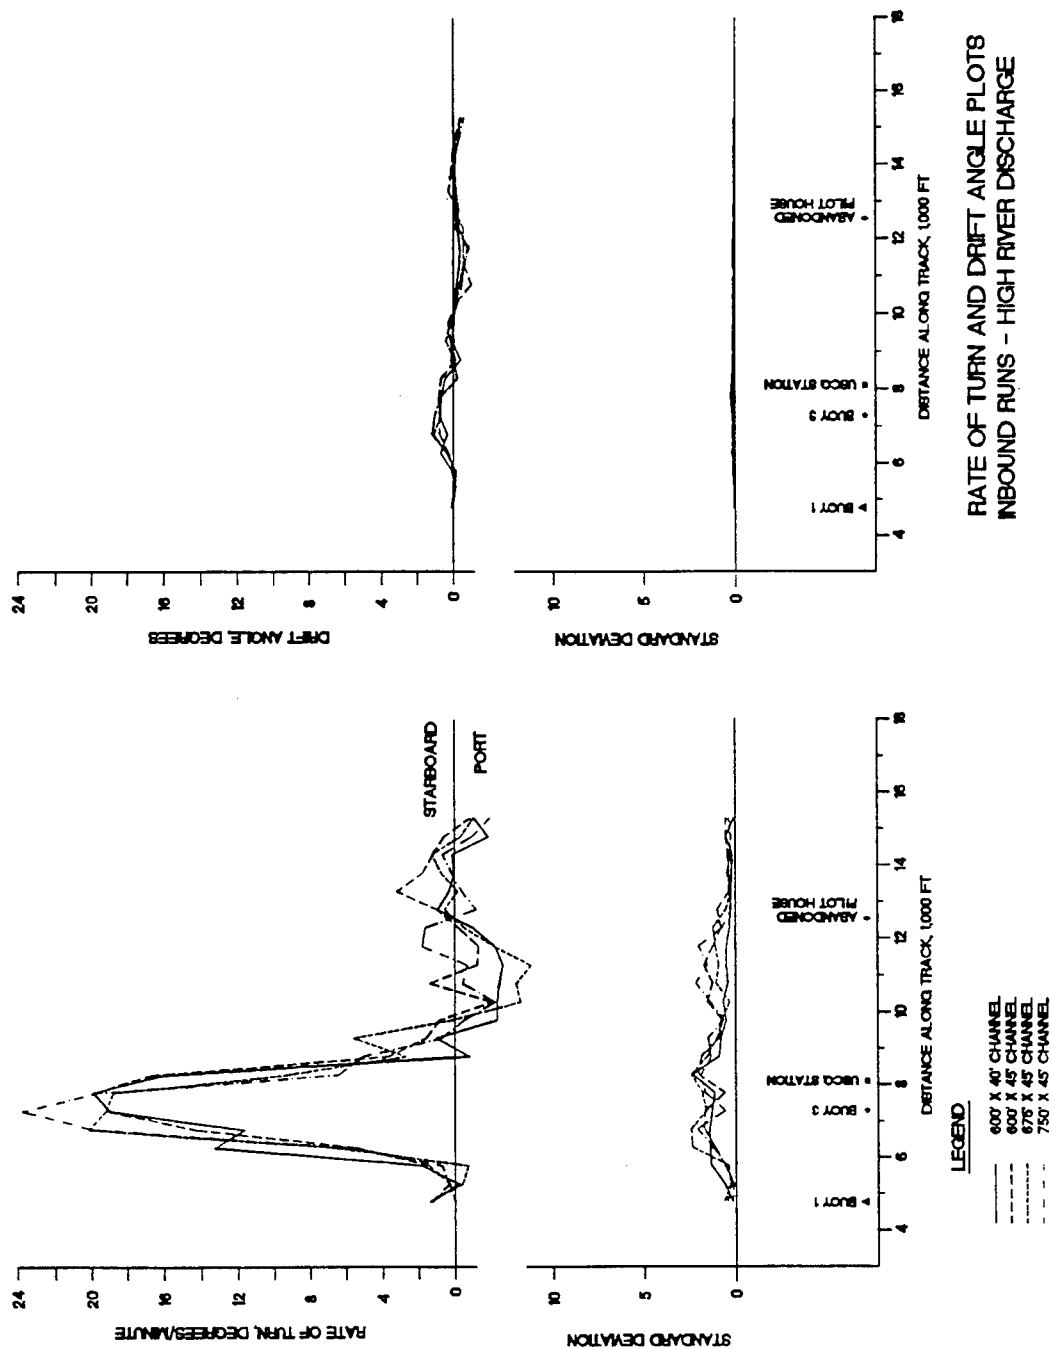 24
20
16
12
8
4
0
RATE OF TURN, DEGREES/MINUTE
STARBOARD
PORT
10
5
0
STANDARD DEVIATION
BUOY 1
BUOY 3
USCG STATION
ABANDONED
PILOT HOUSE
4
6
8
10
12
14
16
18
DISTANCE ALONG TRACK, 1,000 FT
LEGEND
600' X 40' CHANNEL
600' X 45' CHANNEL
675' X 45' CHANNEL
750' X 45' CHANNEL
24
20
16
12
8
4
0
DRIFT ANGLE, DEGREES
10
5
0
STANDARD DEVIATION
BUOY 1
BUOY 3
USCG STATION
ABANDONED
PILOT HOUSE
4
6
8
10
12
14
16
18
DISTANCE ALONG TRACK, 1,000 FT
RATE OF TURN AND DRIFT ANGLE PLOTS
INBOUND RUNS - HIGH RIVER DISCHARGE